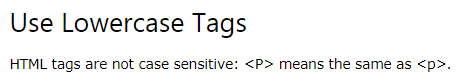 Use Lowercase Tags
HTML tags are not case sensitive: <P> means the same as <p>.